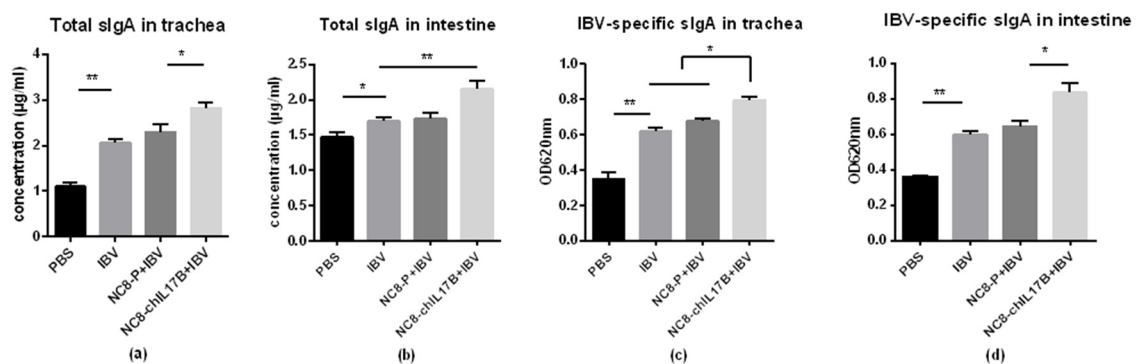 Total sIgA in trachea
concentration (µg/ml)
4
3
2
1
0
**
*
PBS
IBV
NC8-P+IBV
NC8-chIL17B+IBV
(a)
Total sIgA in intestine
concentration (µg/ml)
2.5
2.0
1.5
1.0
0.5
0.0
*
**
PBS
IBV
NC8-P+IBV
NC8-chIL17B+IBV
(b)
IBV-specific sIgA in trachea
OD620nm
1.0
0.8
0.6
0.4
0.2
0.0
**
*
PBS
IBV
NC8-P+IBV
NC8-chIL17B+IBV
(c)
IBV-specific sIgA in intestine
OD620nm
1.0
0.8
0.6
0.4
0.2
0.0
**
*
PBS
IBV
NC8-P+IBV
NC8-chIL17B+IBV
(d)